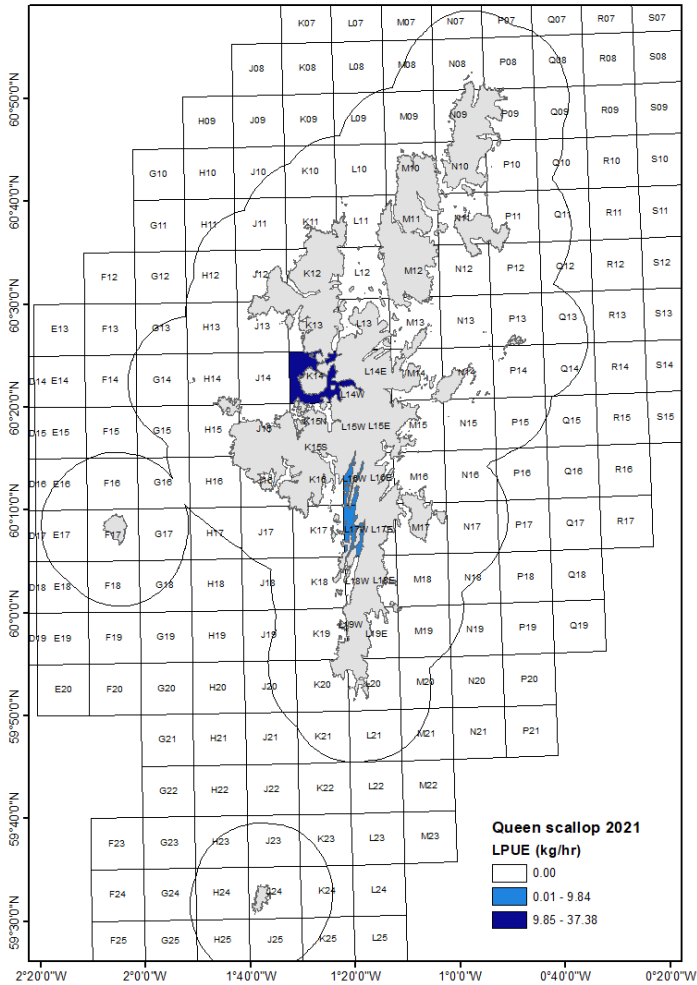 K07 L07 M07 N07 P07 Q07 R07 S07
J08 K08 L08 M08 N08 P08 Q08 R08 S08
60°50'0"N
H09 J09 K09 L09 M09 N09 P09 Q09 R09 S09
G10 H10 J10 K10 L10 M10 N10 P10 Q10 R10 S10
60°40'0"N
G11 H11 J11 K11 L11 M11 N11 P11 Q11 R11 S11
F12 G12 H12 J12 K12 L12 M12 N12 P12 Q12 R12 S12
60°30'0"N
E13 F13 G13 H13 J13 K13 L13 M13 N13 P13 Q13 R13 S13
D14 E14 F14 G14 H14 J14 K14 L14E M14 N14 P14 Q14 R14 S14
L14W
60°20'0"N
D15 E15 F15 G15 H15 J15 K15N L15W L15E M15 N15 P15 Q15 R15 S15
K15S
D16 E16 F16 G16 H16 J16 K16 L16W L16E M16 N16 P16 Q16 R16
60°10'0"N
D17 E17 F17 G17 H17 J17 K17 L17W L17E M17 N17 P17 Q17 R17
D18 E18 F18 G18 H18 J18 K18 L18W L18E M18 N18 P18 Q18
60°0'0"N
D19 E19 F19 G19 H19 J19 K19 L19W L19E M19 N19 P19 Q19
E20 F20 G20 H20 J20 K20 L20 M20 N20 P20
59°50'0"N
G21 H21 J21 K21 L21 M21 N21 P21
G22 H22 J22 K22 L22 M22
59°40'0"N
F23 G23 H23 J23 K23 L23 M23
F24 G24 H24 J24 K24 L24
59°30'0"N
F25 G25 H25 J25 K25 L25
Queen scallop 2021
LPUE (kg/hr)
0.00
0.01 - 9.84
9.85 - 37.38
2°20'0"W 2°0'0"W 1°40'0"W 1°20'0"W 1°0'0"W 0°40'0"W 0°20'0"W